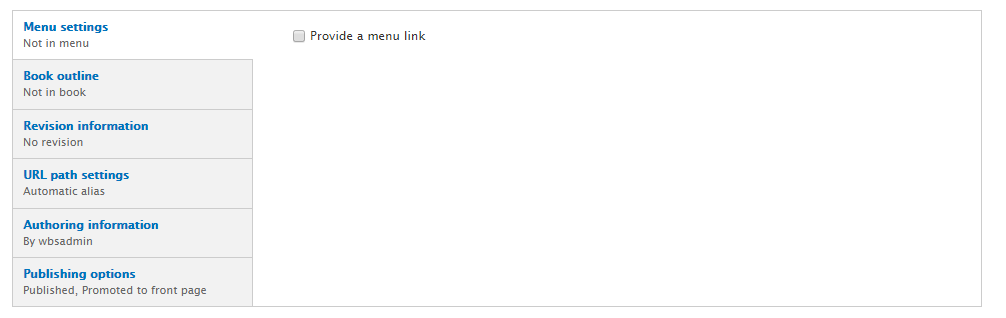 Menu settings
Not in menu
Provide a menu link
Book outline
Not in book
Revision information
No revision
URL path settings
Automatic alias
Authoring information
By wbsadmin
Publishing options
Published, Promoted to front page